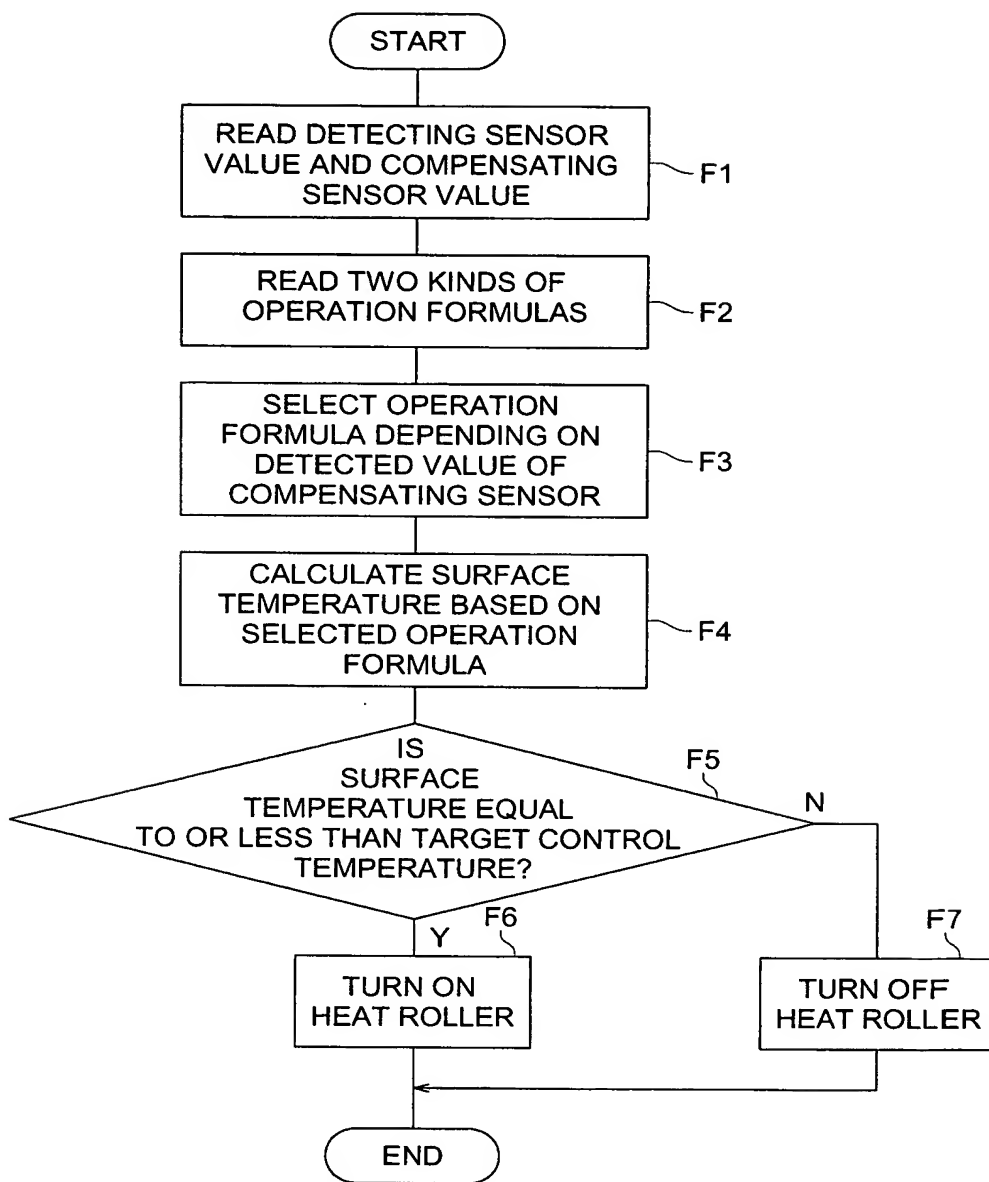 START
READ DETECTING SENSOR
VALUE AND COMPENSATING
SENSOR VALUE
F1
READ TWO KINDS OF
OPERATION FORMULAS
F2
SELECT OPERATION
FORMULA DEPENDING ON
DETECTED VALUE OF
COMPENSATING SENSOR
F3
CALCULATE SURFACE
TEMPERATURE BASED ON
SELECTED OPERATION
FORMULA
F4
IS
SURFACE
TEMPERATURE EQUAL
TO OR LESS THAN TARGET CONTROL
TEMPERATURE?
F5
N
Y
F6
TURN ON
HEAT ROLLER
F7
TURN OFF
HEAT ROLLER
END